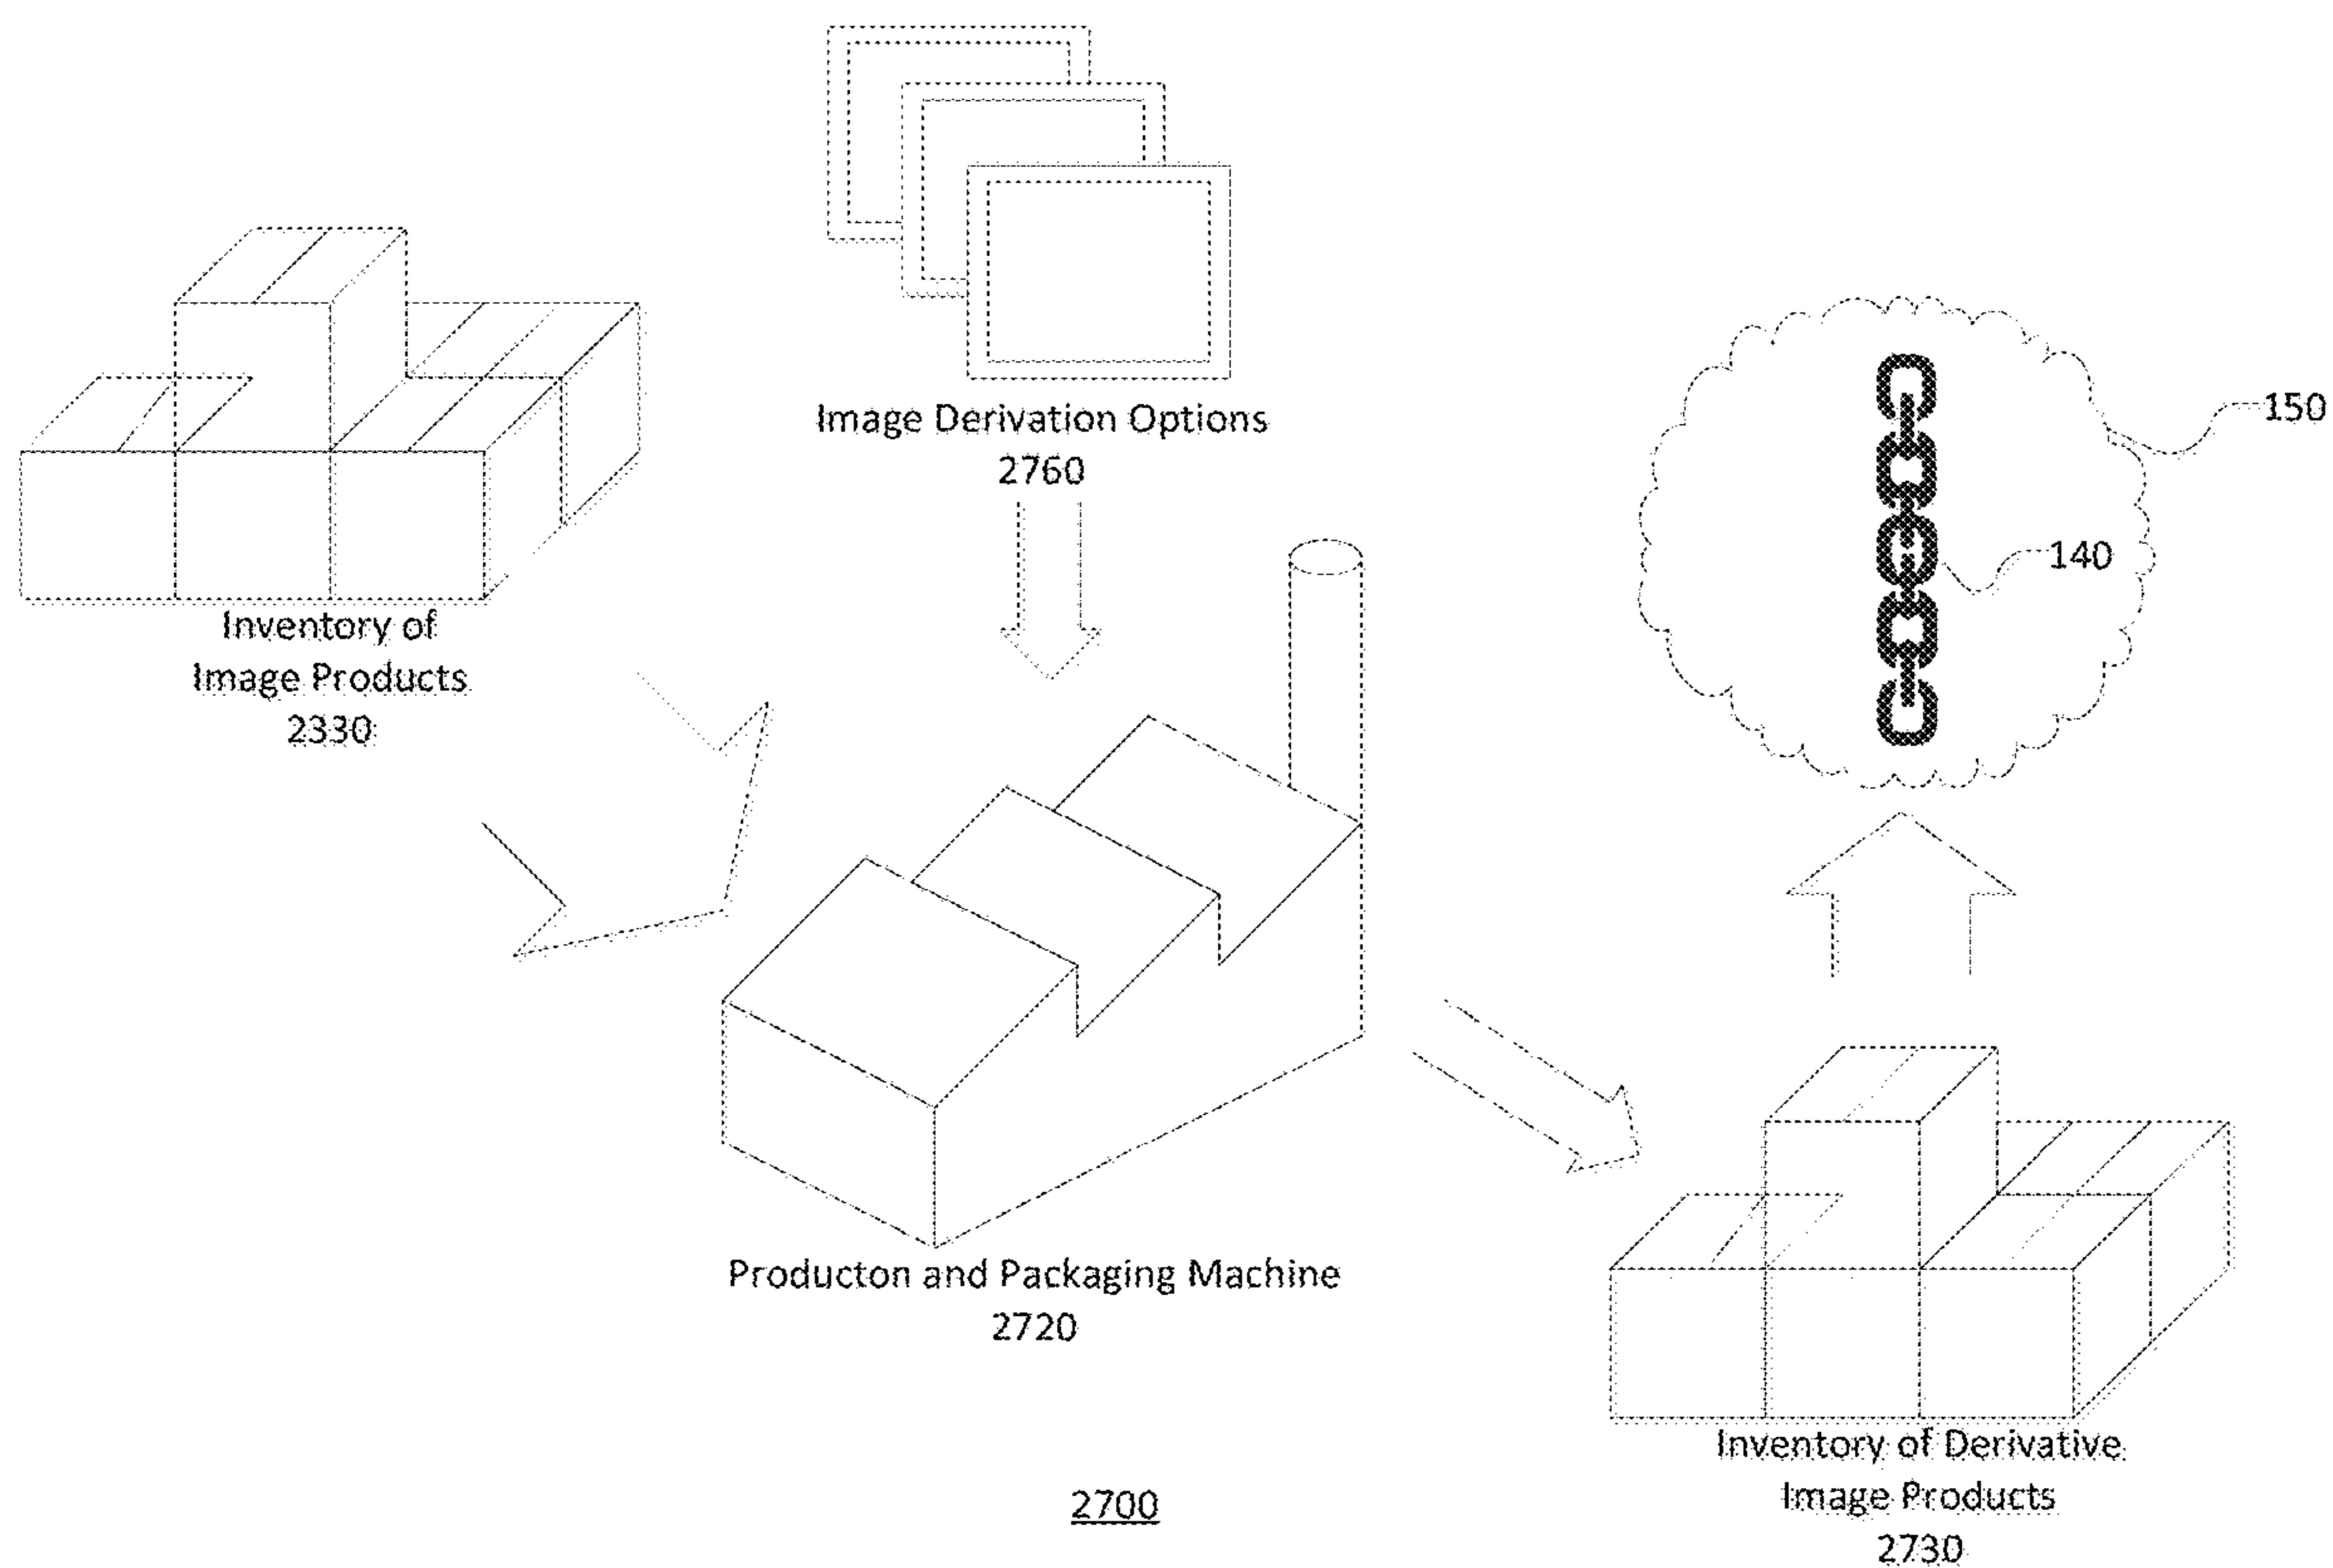 Image Derivation Options
2760
150
140
Inventory of
Image Products
2330
Producton and Packaging Machine
2720
Inventory of Derivative
Image Products
2730
2700